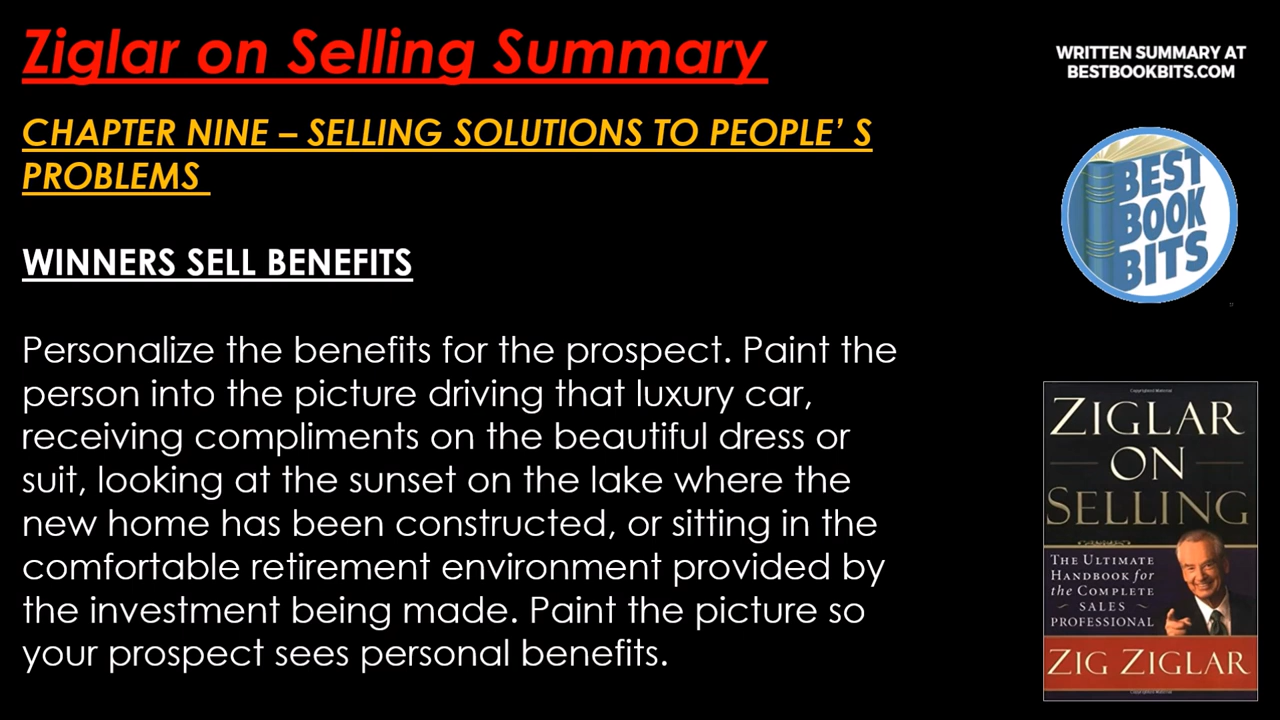 Ziglar on Selling Summary
WRITTEN SUMMARY AT
BESTBOOKBITS.COM
CHAPTER NINE – SELLING SOLUTIONS TO PEOPLE’ S
PROBLEMS
WINNERS SELL BENEFITS
Personalize the benefits for the prospect. Paint the
person into the picture driving that luxury car,
receiving compliments on the beautiful dress or
suit, looking at the sunset on the lake where the
new home has been constructed, or sitting in the
comfortable retirement environment provided by
the investment being made. Paint the picture so
your prospect sees personal benefits.
BEST
BOOK
BITS
ZIGLAR
ON
SELLING
THE ULTIMATE
HANDBOOK for
the COMPLETE
SALES
PROFESSIONAL
ZIG ZIGLAR